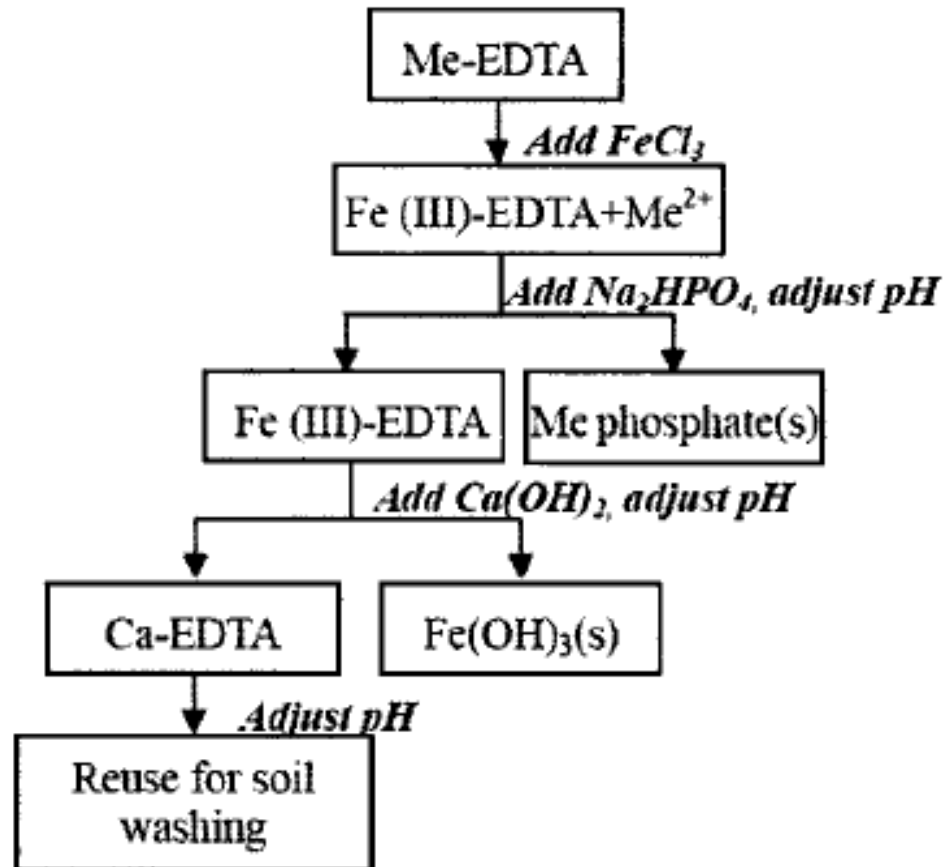 Me-EDTA
Add FeCl₃
Fe (III)-EDTA+Me²⁺
Add Na₂HPO₄, adjust pH
Fe (III)-EDTA
Me phosphate(s)
Add Ca(OH)₂, adjust pH
Ca-EDTA
Fe(OH)₃(s)
Adjust pH
Reuse for soil
washing